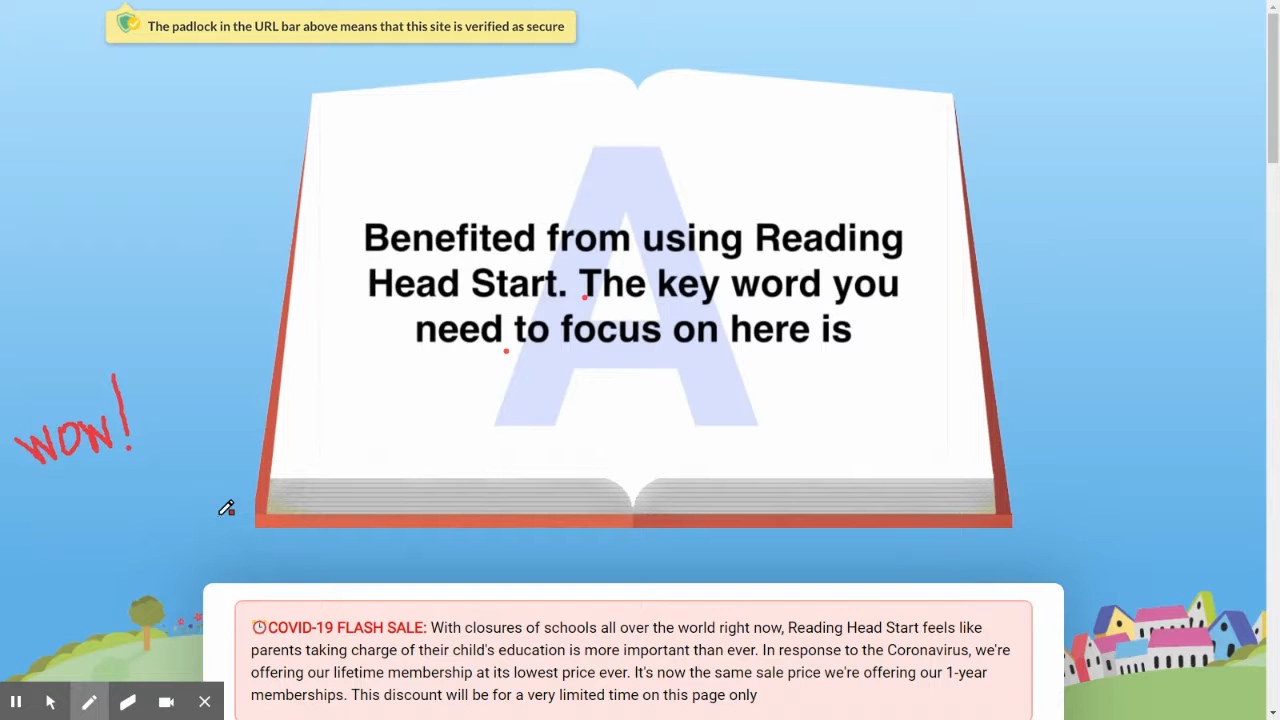 The padlock in the URL bar above means that this site is verified as secure
A
Benefited from using Reading
Head Start. The key word you
need to focus on here is
wow!
COVID-19 FLASH SALE: With closures of schools all over the world right now, Reading Head Start feels like
parents taking charge of their child's education is more important than ever. In response to the Coronavirus, we're
offering our lifetime membership at its lowest price ever. It's now the same sale price we're offering our 1-year
memberships. This discount will be for a very limited time on this page only